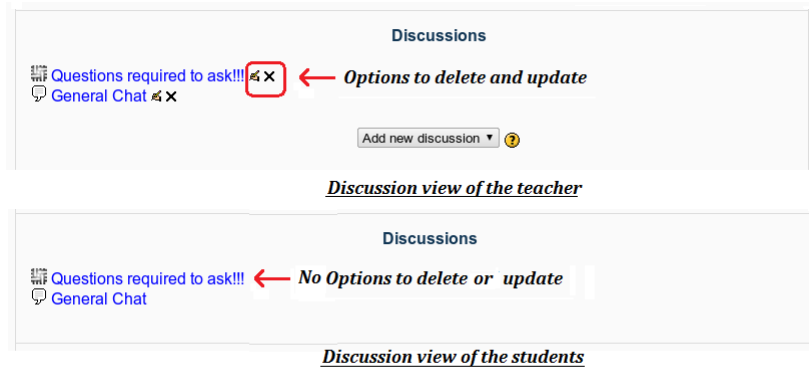 Discussions
Questions required to ask!!! Options to delete and update
General Chat
Add new discussion
?
Discussion view of the teacher
Discussions
Questions required to ask!!! No Options to delete or update
General Chat
Discussion view of the students